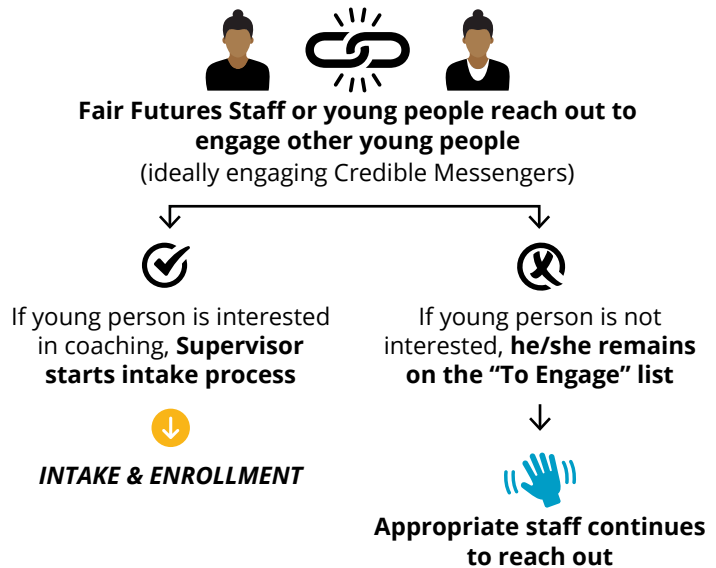 Fair Futures Staff or young people reach out to
engage other young people
(ideally engaging Credible Messengers)
If young person is interested
in coaching, Supervisor
starts intake process
INTAKE & ENROLLMENT
If young person is not
interested, he/she remains
on the “To Engage” list
Appropriate staff continues
to reach out